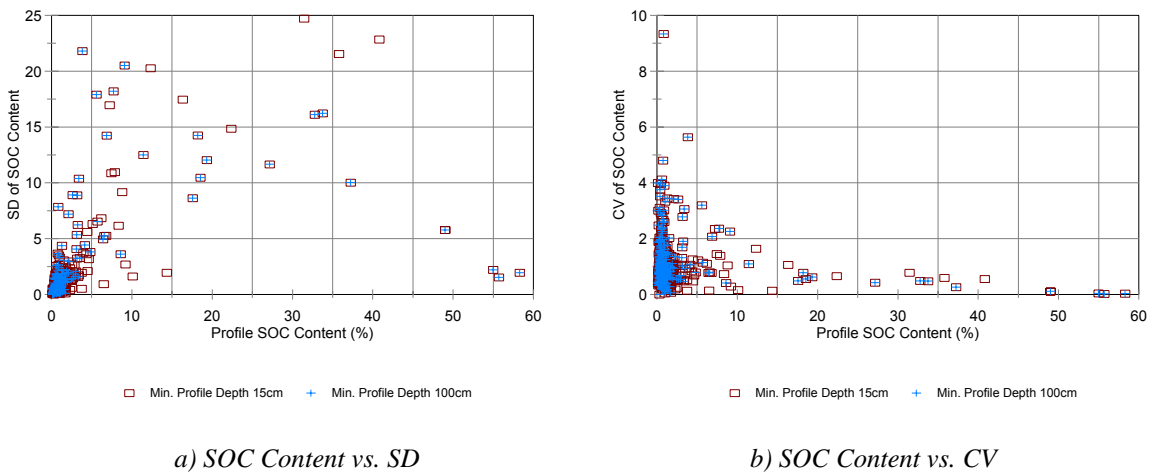 25
20
15
10
5
0
SD of SOC Content
0 10 20 30 40 50 60
Profile SOC Content (%)
Min. Profile Depth 15cm Min. Profile Depth 100cm
a) SOC Content vs. SD
10
8
6
4
2
0
CV of SOC Content
0 10 20 30 40 50 60
Profile SOC Content (%)
Min. Profile Depth 15cm Min. Profile Depth 100cm
b) SOC Content vs. CV